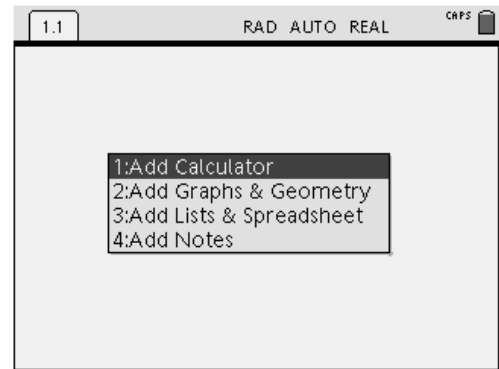 1.1 RAD AUTO REAL CAPS
1:Add Calculator
2:Add Graphs & Geometry
3:Add Lists & Spreadsheet
4:Add Notes